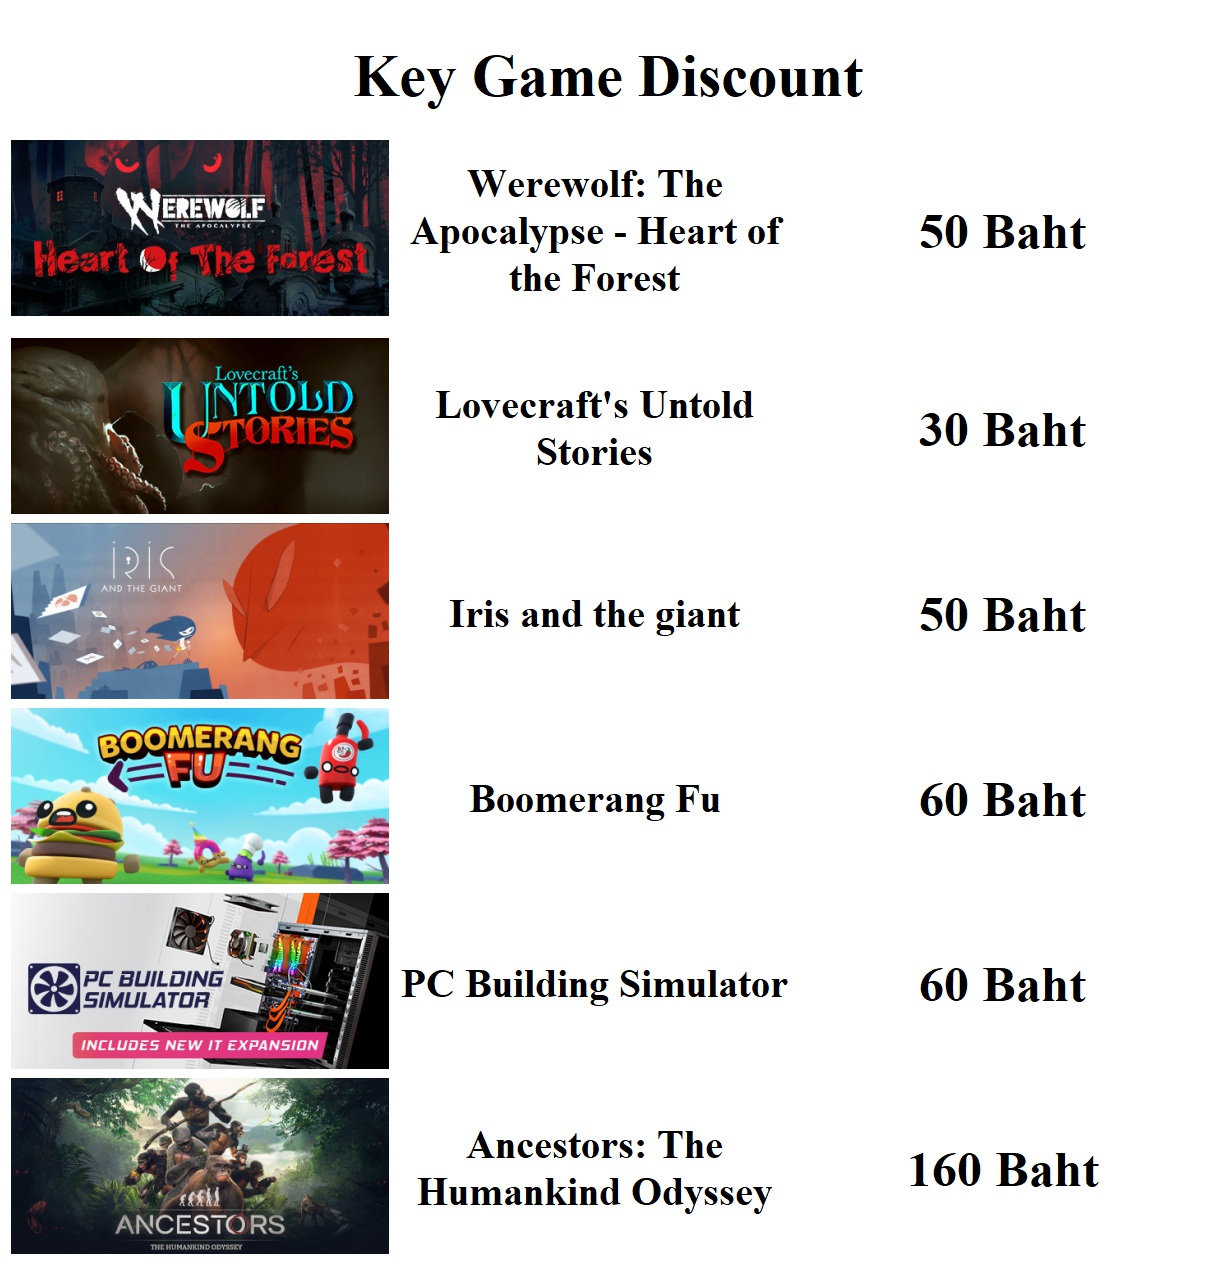 Key Game Discount
WEREWOLF
THE APOCALYPSE
Heart Of The Forest
Werewolf: The
Apocalypse - Heart of
the Forest
50 Baht
Lovecraft's
UNTOLD
STORIES
Lovecraft's Untold
Stories
30 Baht
IRIS
AND THE GIANT
Iris and the giant
50 Baht
BOOMERANG
FU
Boomerang Fu
60 Baht
PC BUILDING
SIMULATOR
INCLUDES NEW IT EXPANSION
PC Building Simulator
60 Baht
ANCESTORS
THE HUMANKIND ODYSSEY
Ancestors: The
Humankind Odyssey
160 Baht